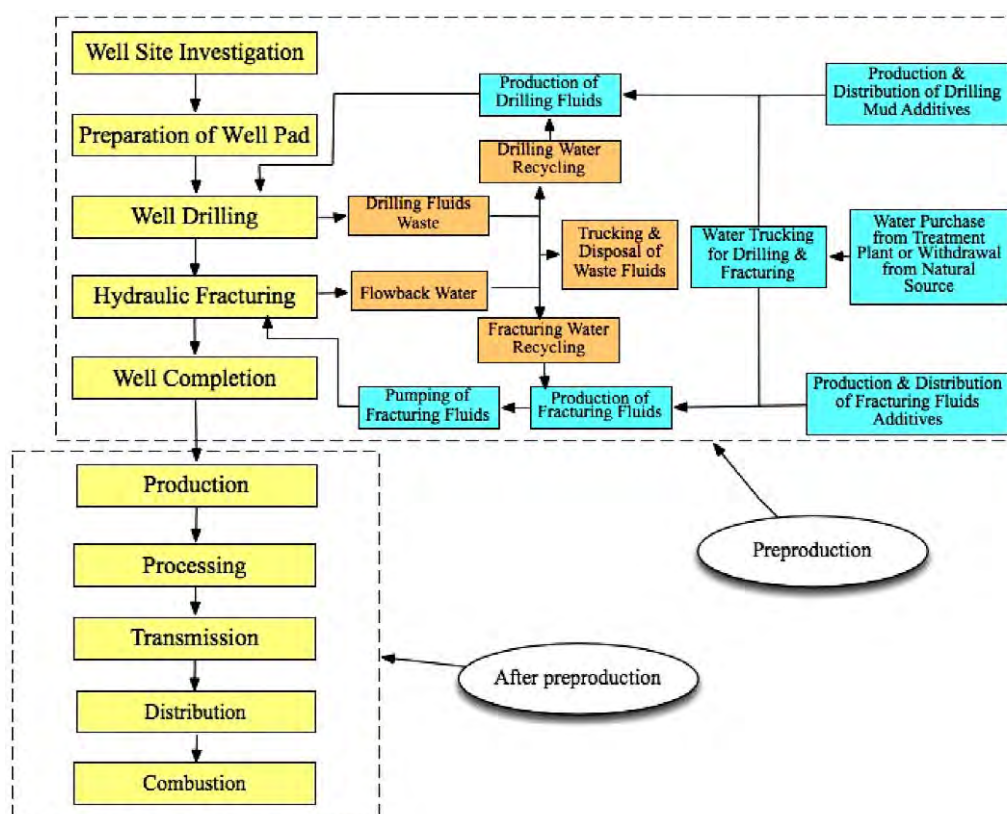 Well Site Investigation
Preparation of Well Pad
Well Drilling
Hydraulic Fracturing
Well Completion
Production of
Drilling Fluids
Drilling Water
Recycling
Drilling Fluids
Waste
Flowback Water
Trucking &
Disposal of
Waste Fluids
Fracturing Water
Recycling
Pumping of
Fracturing Fluids
Production of
Fracturing Fluids
Production &
Distribution of Drilling
Mud Additives
Water Trucking
for Drilling &
Fracturing
Water Purchase
from Treatment
Plant or Withdrawal
from Natural
Source
Production & Distribution
of Fracturing Fluids
Additives
Preproduction
Production
Processing
Transmission
Distribution
Combustion
After preproduction